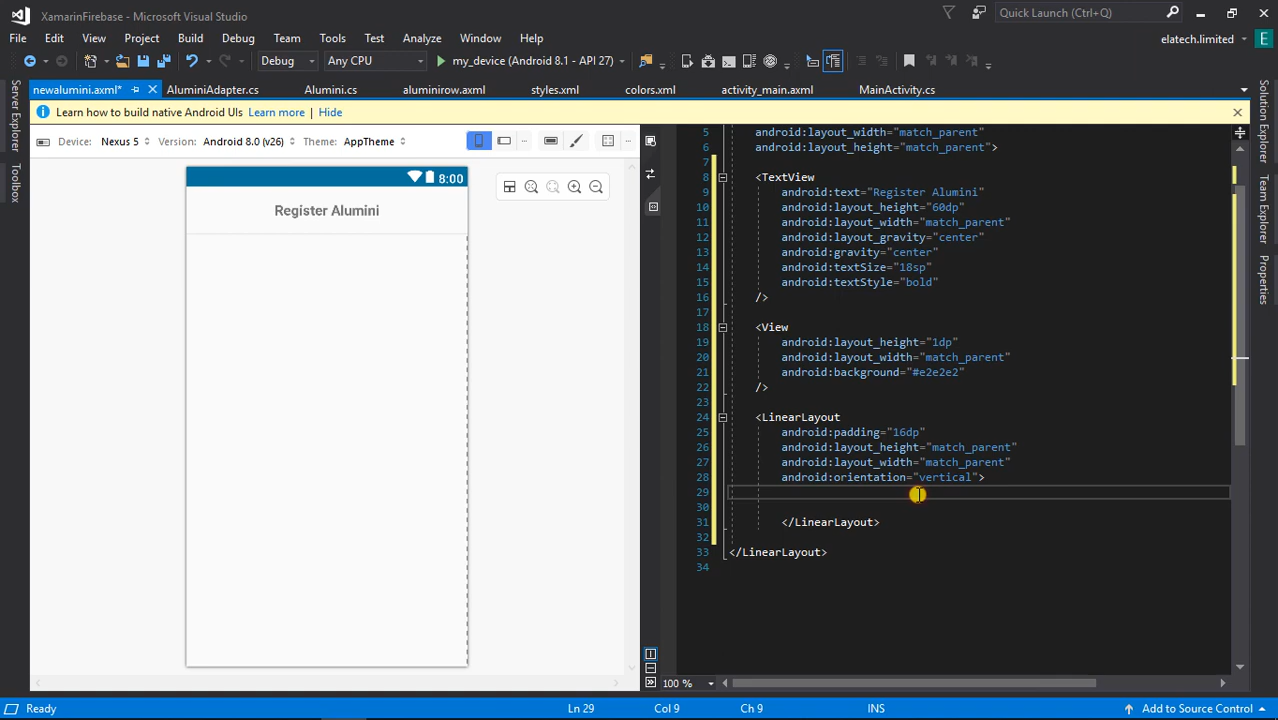 XamarinFirebase - Microsoft Visual Studio
Quick Launch (Ctrl+Q)
File Edit View Project Build Debug Team Tools Test Analyze Window Help
elatech.limited E
Debug Any CPU my_device (Android 8.1 - API 27)
newalumini.axml* AluminiAdapter.cs Alumini.cs aluminirow.axml styles.xml colors.xml activity_main.axml MainActivity.cs
Learn how to build native Android UIs Learn more Hide
Server Explorer
Toolbox
Device: Nexus 5 Version: Android 8.0 (v26) Theme: AppTheme
8:00
Register Alumini
5 android:layout_width="match_parent"
6 android:layout_height="match_parent">
7
8 <TextView
9 android:text="Register Alumini"
10 android:layout_height="60dp"
11 android:layout_width="match_parent"
12 android:layout_gravity="center"
13 android:gravity="center"
14 android:textSize="18sp"
15 android:textStyle="bold"
16 />
17
18 <View
19 android:layout_height="1dp"
20 android:layout_width="match_parent"
21 android:background="#e2e2e2"
22 />
23
24 <LinearLayout
25 android:padding="16dp"
26 android:layout_height="match_parent"
27 android:layout_width="match_parent"
28 android:orientation="vertical">
29
30
31 </LinearLayout>
32
33 </LinearLayout>
34
Solution Explorer
Team Explorer
Properties
100 %
Ready Ln 29 Col 9 Ch 9 INS Add to Source Control